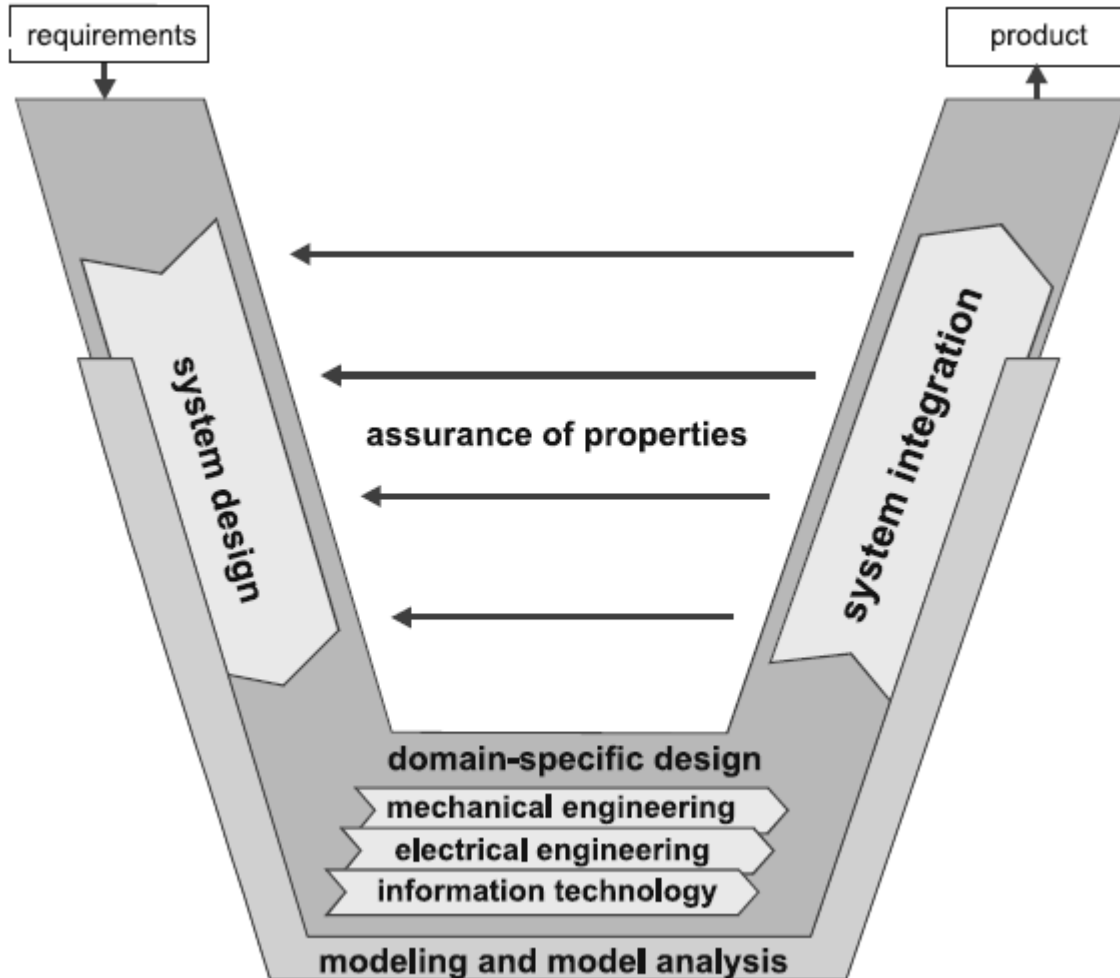 requirements
product
system design
assurance of properties
system integration
domain-specific design
mechanical engineering
electrical engineering
information technology
modeling and model analysis